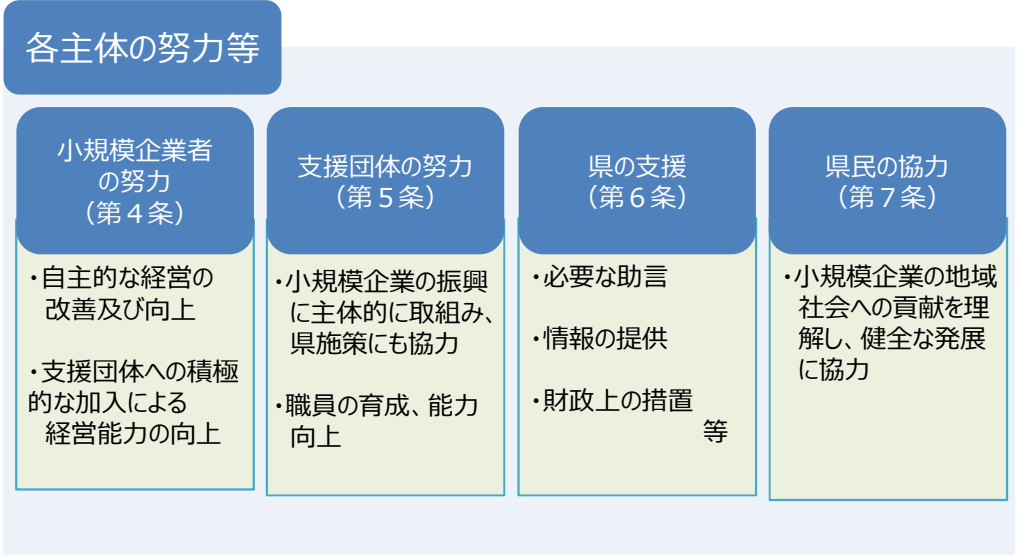 各主体の努力等
小規模企業者
の努力
（第４条）
・自主的な経営の
改善及び向上
・支援団体への積極
的な加入による
経営能力の向上
支援団体の努力
（第５条）
・小規模企業の振興
に主体的に取組み、
県施策にも協力
・職員の育成、能力
向上
県の支援
（第６条）
・必要な助言
・情報の提供
・財政上の措置
等
県民の協力
（第７条）
・小規模企業の地域
社会への貢献を理
解し、健全な発展
に協力